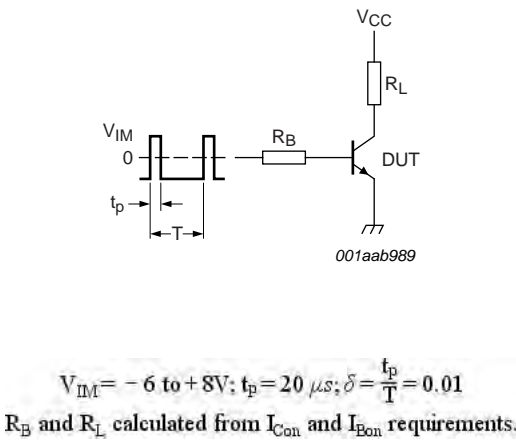 VCC
RL
VIM
0
RB
DUT
tp
T
001aab989
VIM = − 6 to + 8V; tp = 20 μs; δ = tp/T = 0.01
RB and RL calculated from ICon and IBon requirements.